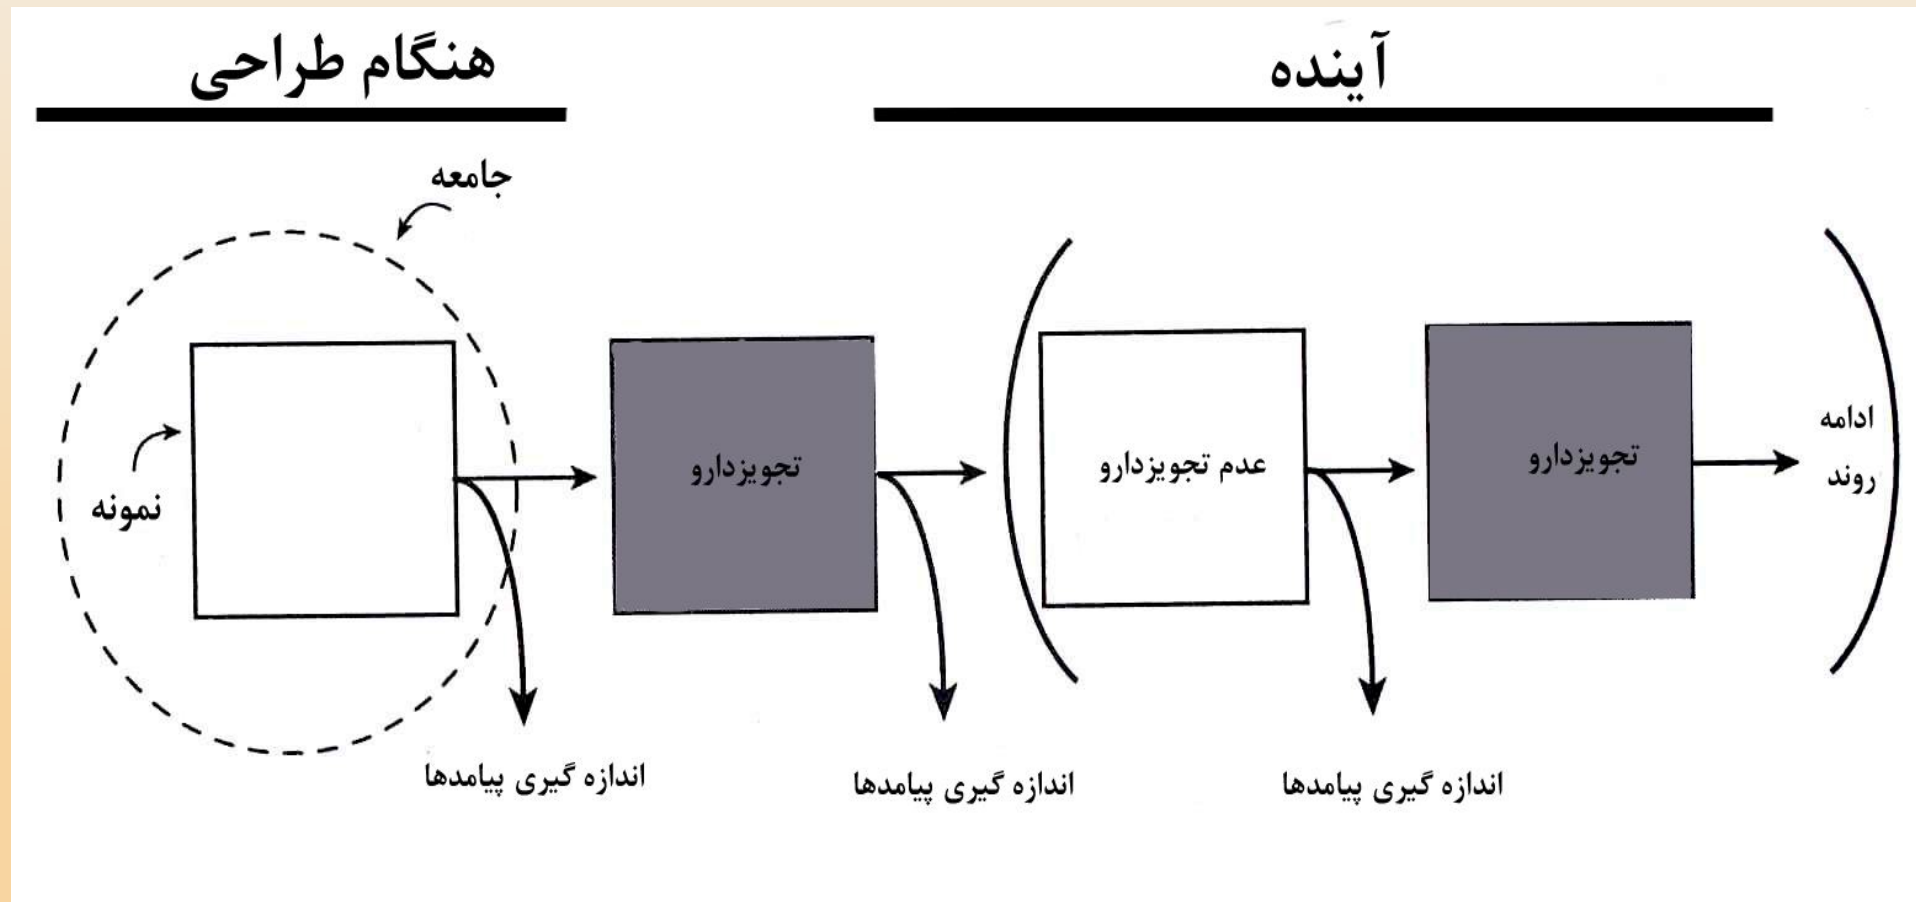 آینده
هنگام طراحی
جامعه
نمونه
تجویزدارو
عدم تجویزدارو
تجویزدارو
ادامه
روند
اندازه گیری پیامدها
اندازه گیری پیامدها
اندازه گیری پیامدها